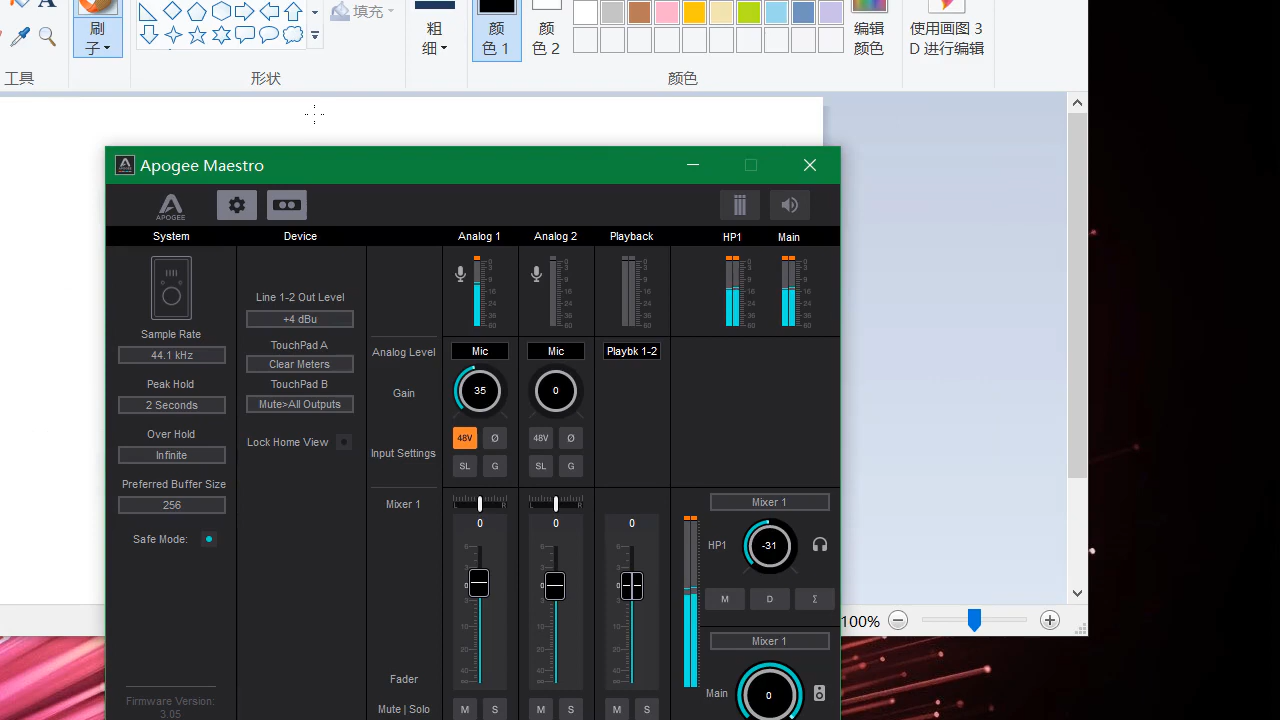 填充
刷
子
粗
细
颜
色 1
颜
色 2
编辑
颜色
使用画图 3
D 进行编辑
工具
形状
颜色
Apogee Maestro
APOGEE
System
Device
Analog 1
Analog 2
Playback
HP1
Main
Line 1-2 Out Level
+4 dBu
Sample Rate
44.1 kHz
TouchPad A
Clear Meters
Peak Hold
2 Seconds
TouchPad B
Mute>All Outputs
Over Hold
Infinite
Lock Home View
Preferred Buffer Size
256
Safe Mode:
Firmware Version:
3.05
Analog Level
Mic
Mic
Playbk 1-2
Gain
35
0
Input Settings
48V
Ø
48V
Ø
SL
G
SL
G
Mixer 1
L
R
L
R
0
0
0
Fader
Mute | Solo
M
S
M
S
M
S
Mixer 1
HP1
-31
M
D
Σ
Mixer 1
Main
0
100%